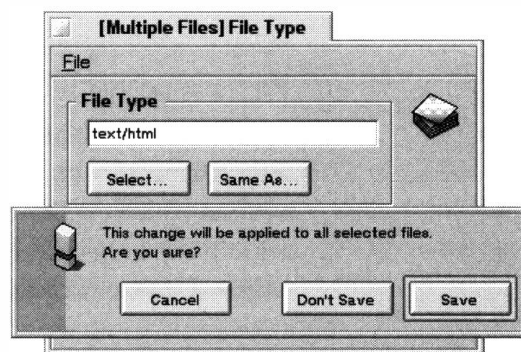 [Multiple Files] File Type
File
File Type
text/html
Select...
Same As...
This change will be applied to all selected files.
Are you sure?
Cancel
Don't Save
Save